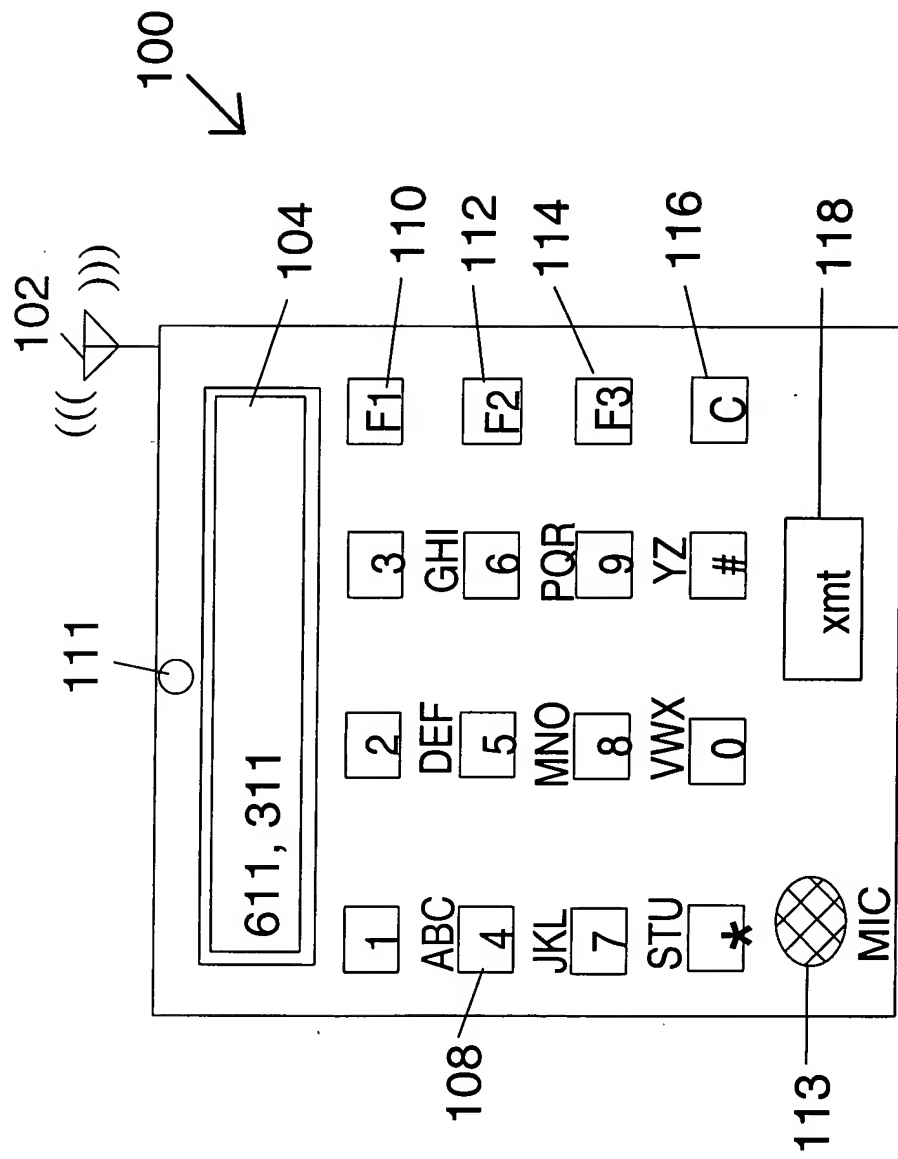 102
111
100
611, 311
104
1 2 3 F1 110
ABC DEF GHI
108 4 5 6 F2 112
JKL MNO PQR
7 8 9 F3 114
STU VWX YZ
* 0 # C 116
xmt 118
113
MIC